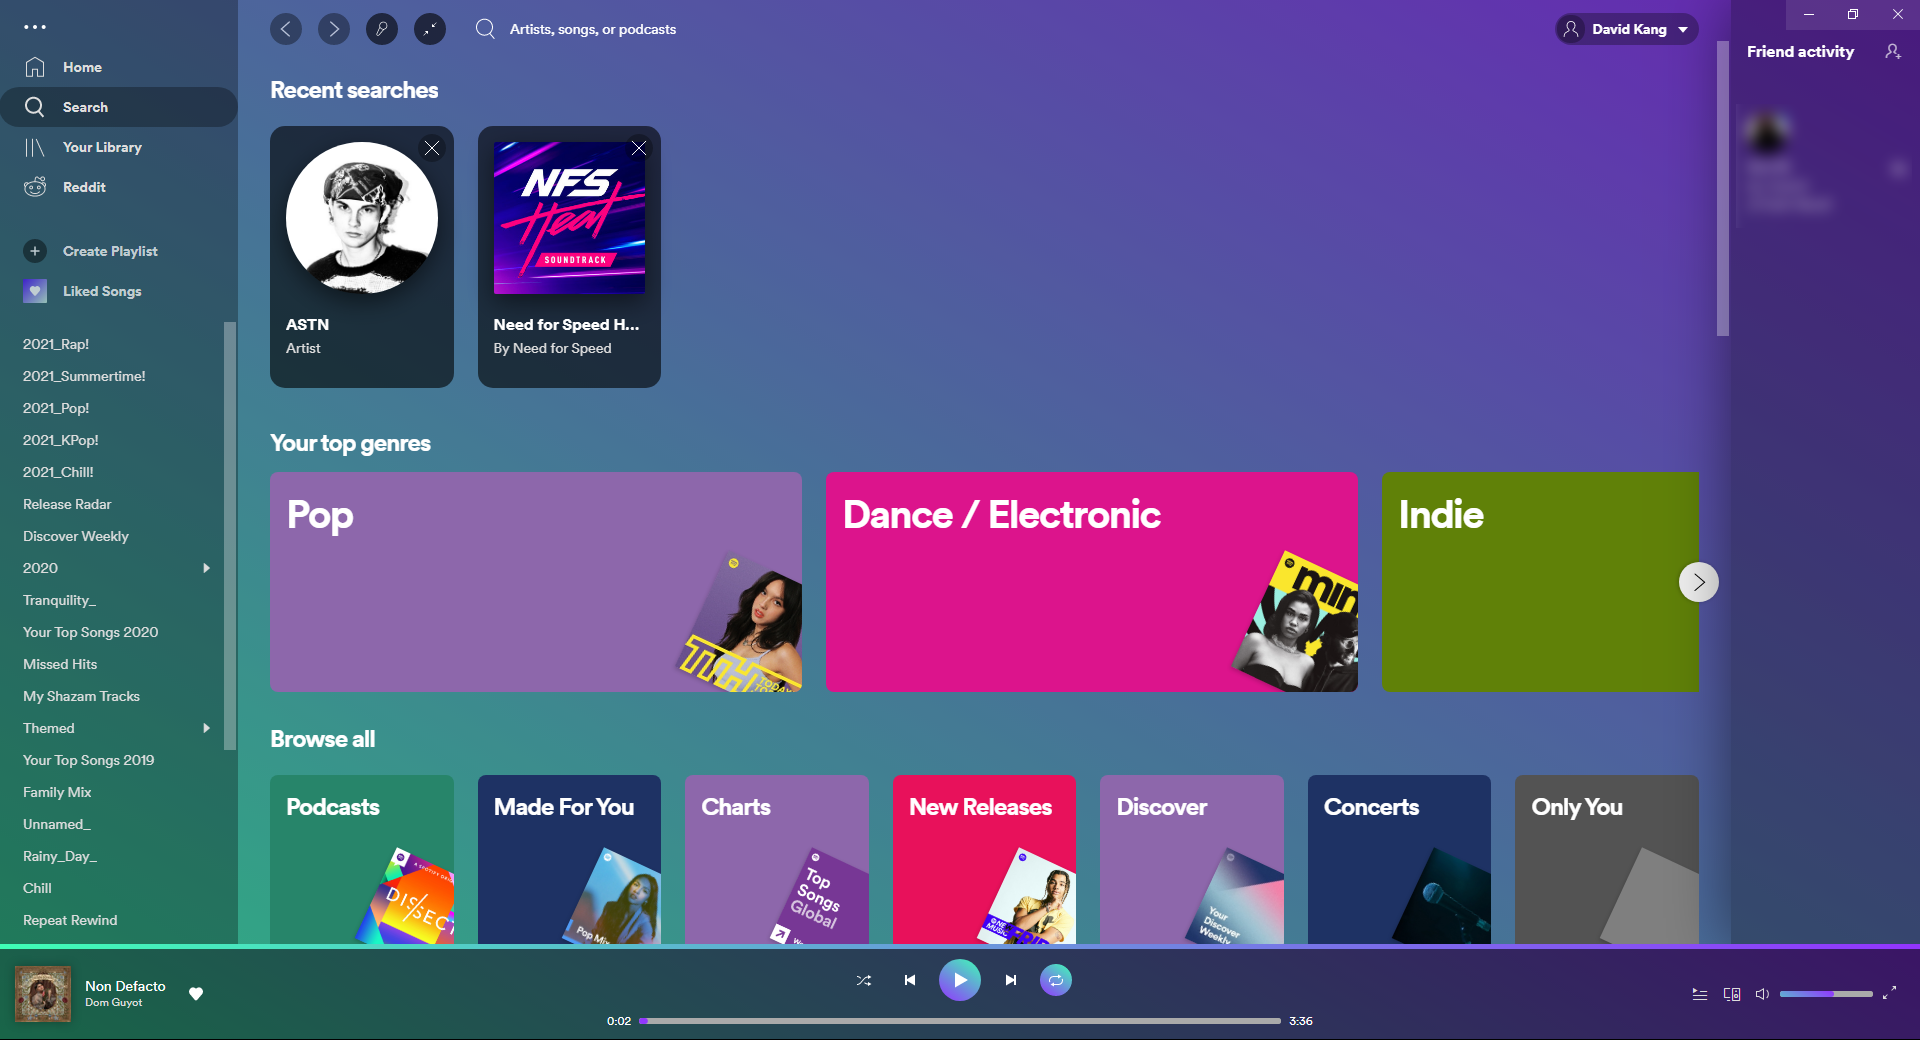 Home
Search
Your Library
Reddit
Create Playlist
Liked Songs
2021_Rap!
2021_Summertime!
2021_Pop!
2021_KPop!
2021_Chill!
Release Radar
Discover Weekly
2020
Tranquility_
Your Top Songs 2020
Missed Hits
My Shazam Tracks
Themed
Your Top Songs 2019
Family Mix
Unnamed_
Rainy_Day_
Chill
Repeat Rewind
Artists, songs, or podcasts
David Kang
Recent searches
NFS
Heat
SOUNDTRACK
ASTN
Artist
Need for Speed H...
By Need for Speed
Your top genres
Pop
Dance / Electronic
Indie
Browse all
Podcasts
DISSECT
Made For You
Pop Mix
Charts
Top
Songs
Global
New Releases
Discover
Your
Discover
Weekly
Concerts
Only You
Friend activity
Non Defacto
Dom Guyot
0:02
3:36